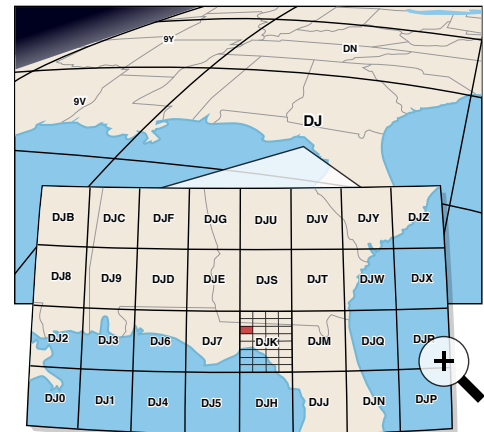 9Y
DN
9V
DJ
DJB DJC DJF DJG DJU DJV DJY DJZ
DJ8 DJ9 DJD DJE DJS DJT DJW DJX
DJ2 DJ3 DJ6 DJ7 DJK DJM DJQ DJR
DJ0 DJ1 DJ4 DJ5 DJH DJJ DJN DJP